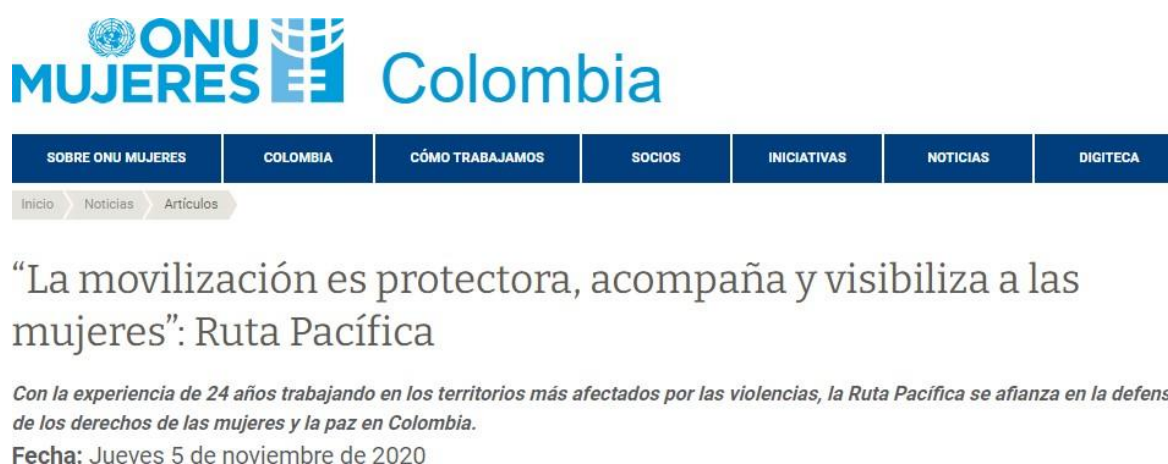 ONU
MUJERES
Colombia
SOBRE ONU MUJERES COLOMBIA CÓMO TRABAJAMOS SOCIOS INICIATIVAS NOTICIAS DIGITECA
Inicio Noticias Artículos
“La movilización es protectora, acompaña y visibiliza a las
mujeres”: Ruta Pacífica
Con la experiencia de 24 años trabajando en los territorios más afectados por las violencias, la Ruta Pacífica se afianza en la defens
de los derechos de las mujeres y la paz en Colombia.
Fecha: Jueves 5 de noviembre de 2020